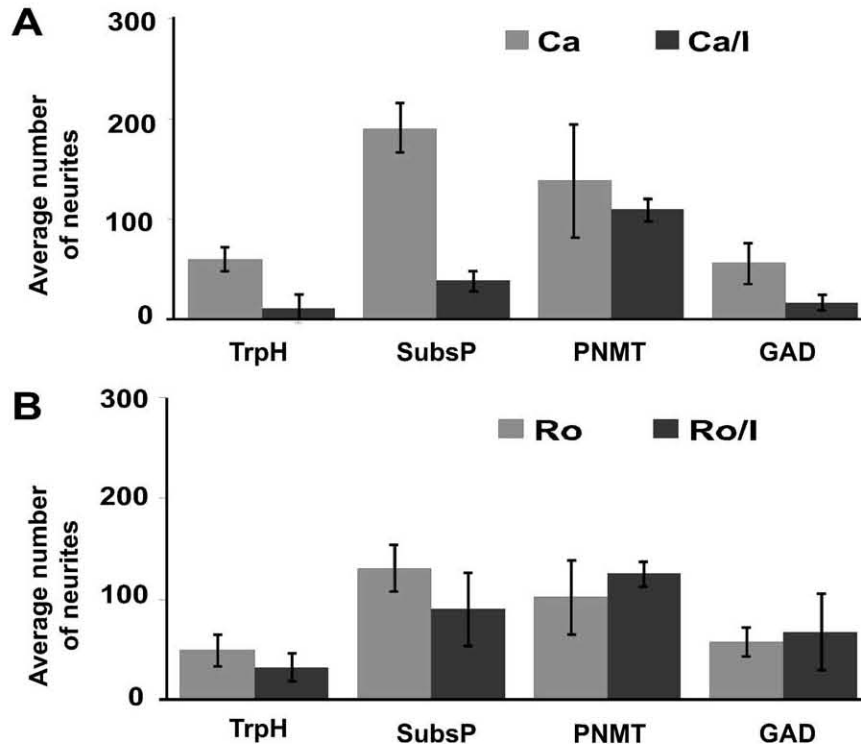 A
300
Ca
Ca/I
200
100
0
Average number
of neurites
TrpH
SubsP
PNMT
GAD
B
300
Ro
Ro/I
200
100
0
Average number
of neurites
TrpH
SubsP
PNMT
GAD